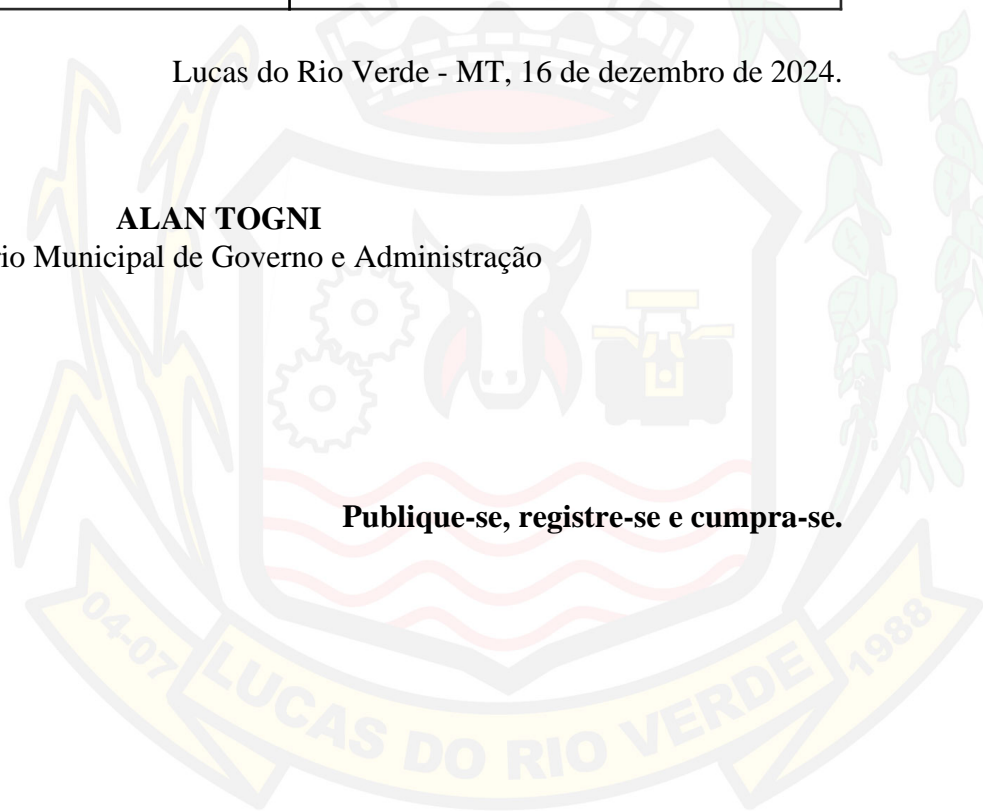 Lucas do Rio Verde - MT, 16 de dezembro de 2024.
ALAN TOGNI
Municipal de Governo e Administração
Publique-se, registre-se e cumpra-se.
04-07
LUCAS DO RIO VERDE
1988